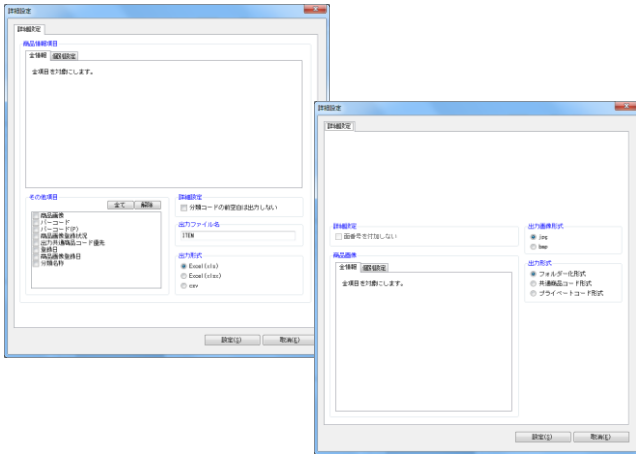 詳細設定
詳細設定
商品情報項目
全情報 個別設定
全項目を対象にします。
その他項目
全て 解除
商品画像
バーコード
バーコード(F)
商品画像登録状況
出力共通商品コード優先
登録日
商品画像登録日
分類名称
詳細設定
分類コードの前空白は出力しない
出力ファイル名
ITEM
出力形式
Excel(xls)
Excel(xlsx)
csv
設定(S) 取消(E)
詳細設定
詳細設定
詳細設定
面番号を付加しない
商品画像
全情報 個別設定
全項目を対象にします。
出力画像形式
jpg
bmp
出力形式
フォルダー化形式
共通商品コード形式
プライベートコード形式
設定(S) 取消(E)